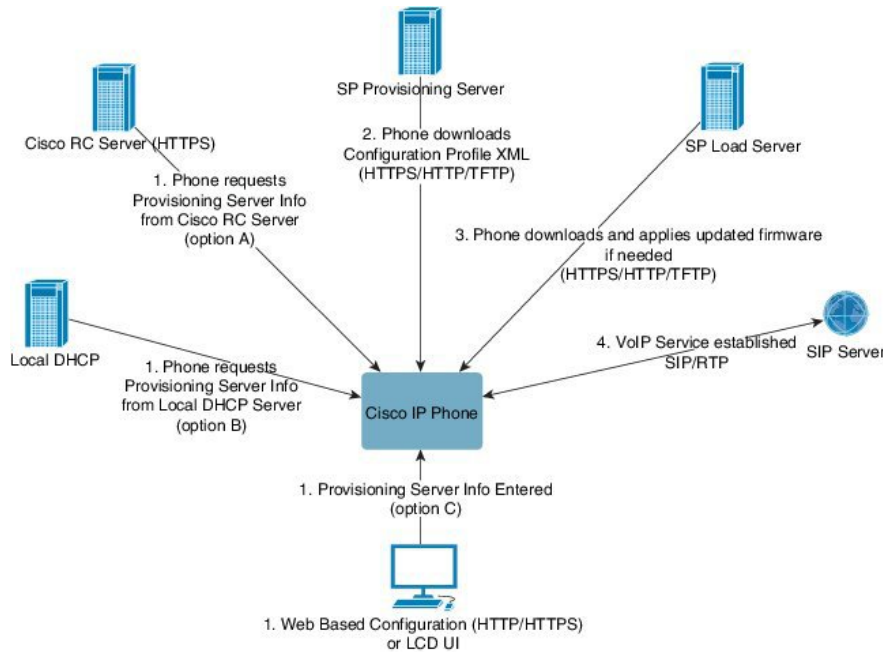 SP Provisioning Server
Cisco RC Server (HTTPS)
SP Load Server
2. Phone downloads
Configuration Profile XML
(HTTPS/HTTP/TFTP)
1. Phone requests
Provisioning Server Info
from Cisco RC Server
(option A)
3. Phone downloads and applies updated firmware
if needed
(HTTPS/HTTP/TFTP)
Local DHCP
1. Phone requests
Provisioning Server Info
from Local DHCP Server
(option B)
4. VoIP Service established
SIP/RTP
SIP Server
Cisco IP Phone
1. Provisioning Server Info Entered
(option C)
1. Web Based Configuration (HTTP/HTTPS)
or LCD UI